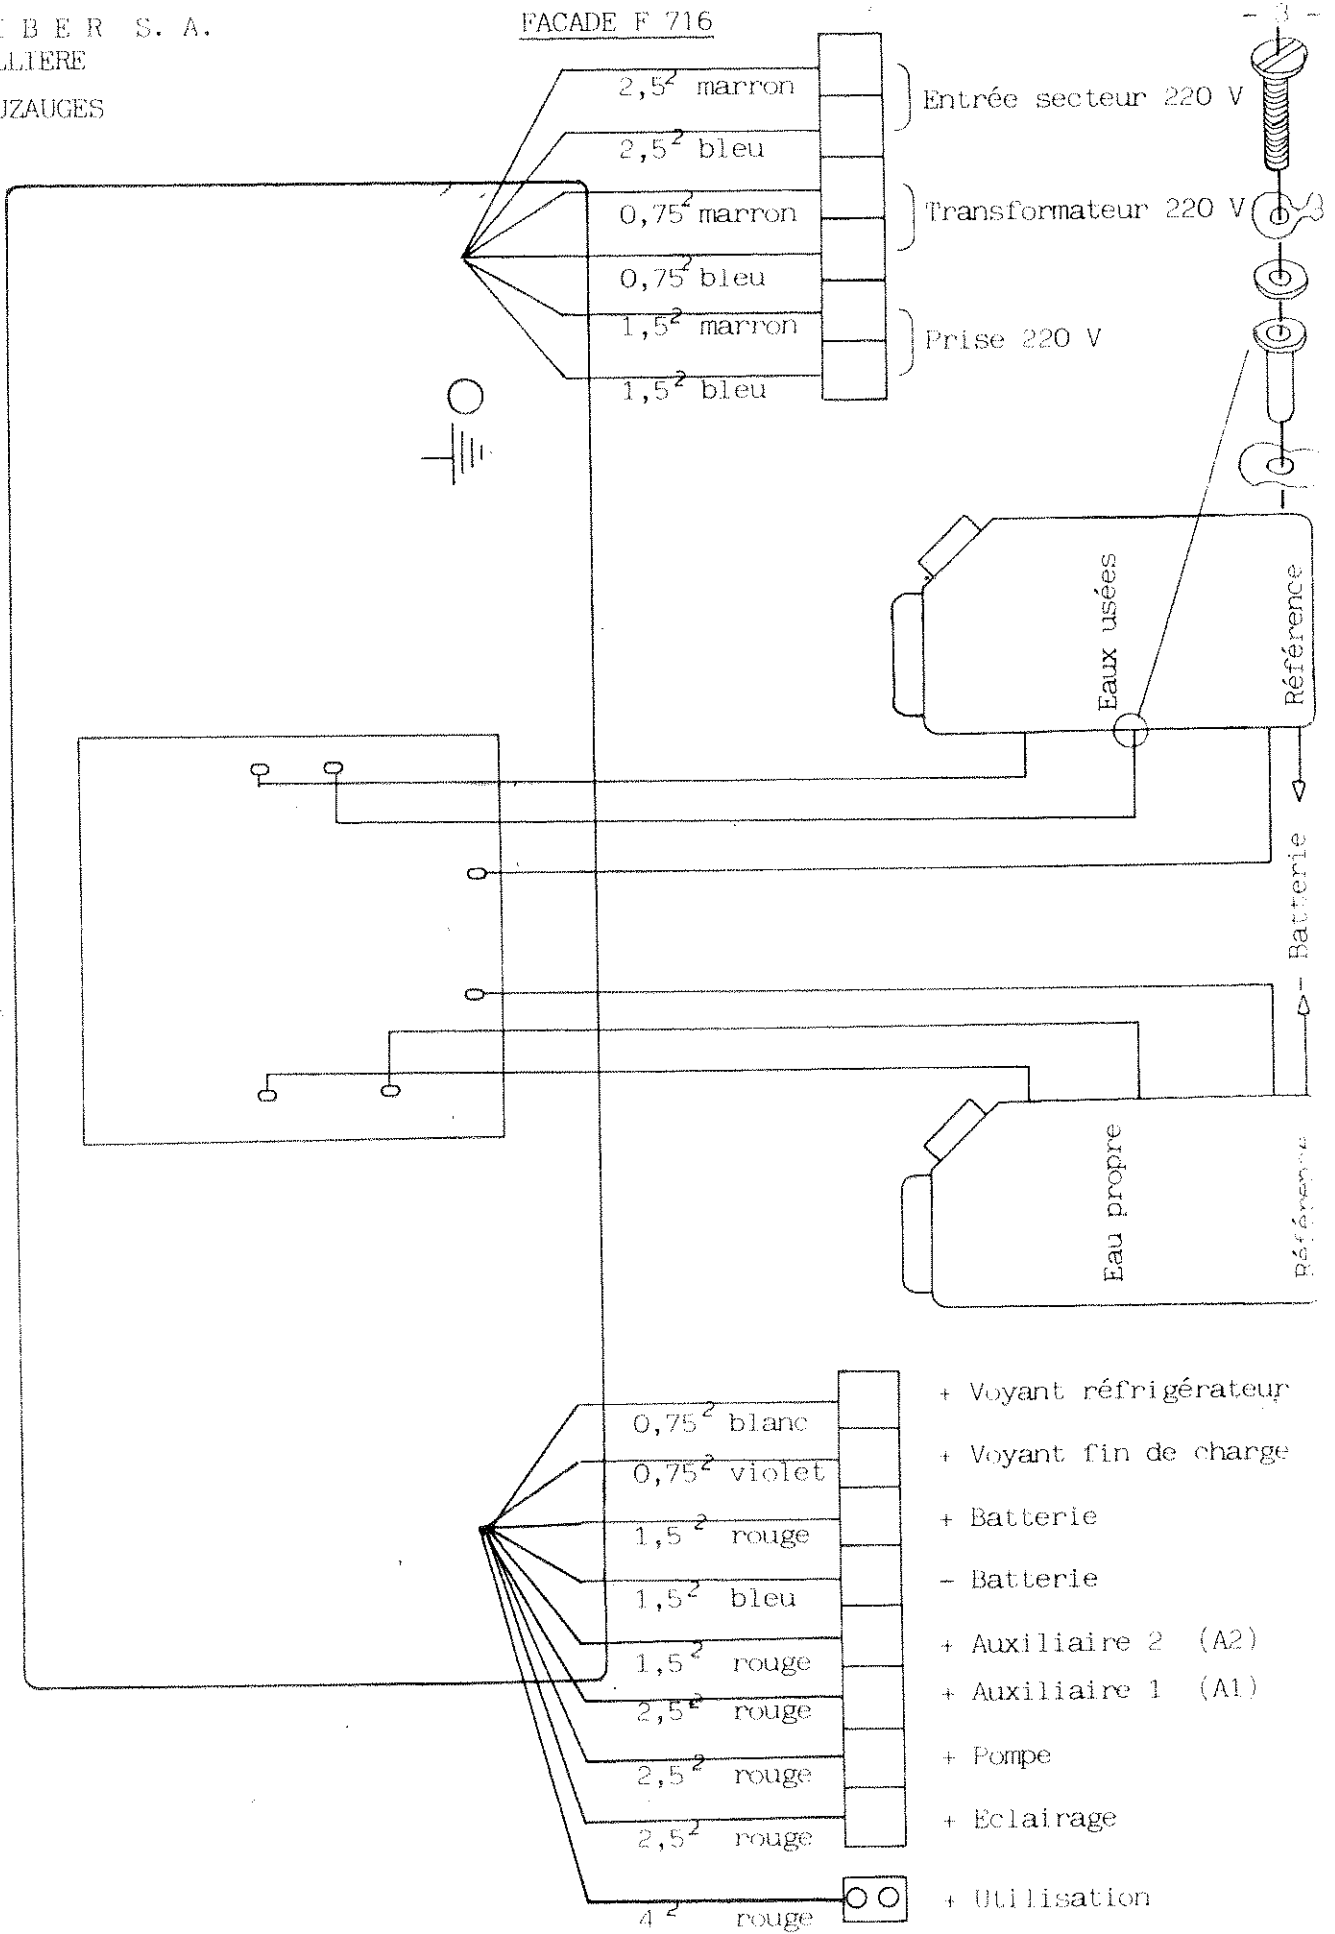 B E R S. A.
FACADE F 716
- 3 -
LLIERE
UZAUGES
2,5² marron
Entrée secteur 220 V
2,5² bleu
0,75² marron
Transformateur 220 V
0,75² bleu
1,5² marron
Prise 220 V
1,5² bleu
Eaux usées
Référence
- Batterie
Eau propre
Référence
+ Voyant réfrigérateur
0,75² blanc
+ Voyant fin de charge
0,75² violet
+ Batterie
1,5² rouge
- Batterie
1,5² bleu
+ Auxiliaire 2 (A2)
1,5² rouge
+ Auxiliaire 1 (A1)
2,5² rouge
+ Pompe
2,5² rouge
+ Eclairage
2,5² rouge
+ Utilisation
4² rouge